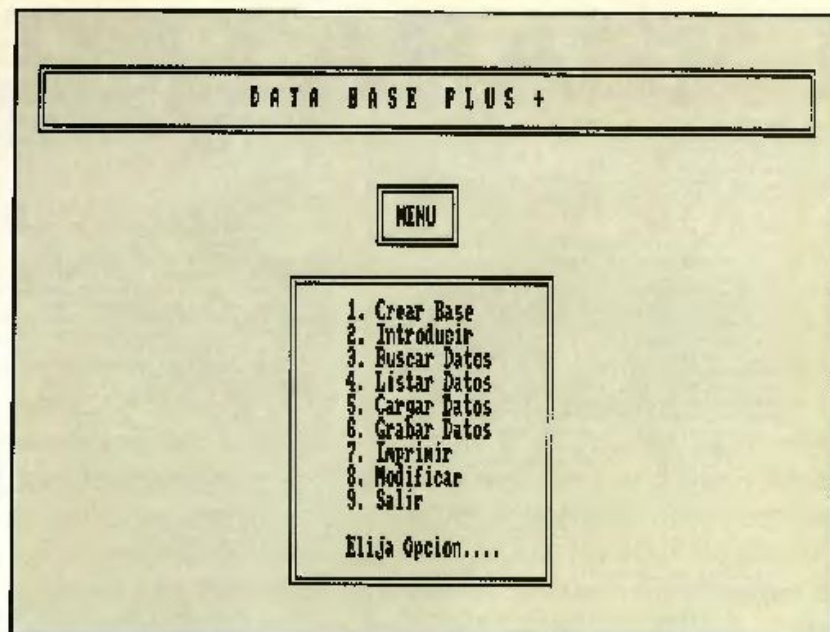 DATA BASE PLUS +
MENU
1. Crear Base
2. Introducir
3. Buscar Datos
4. Listar Datos
5. Cargar Datos
6. Grabar Datos
7. Imprimir
8. Modificar
9. Salir
Elija Opcion....